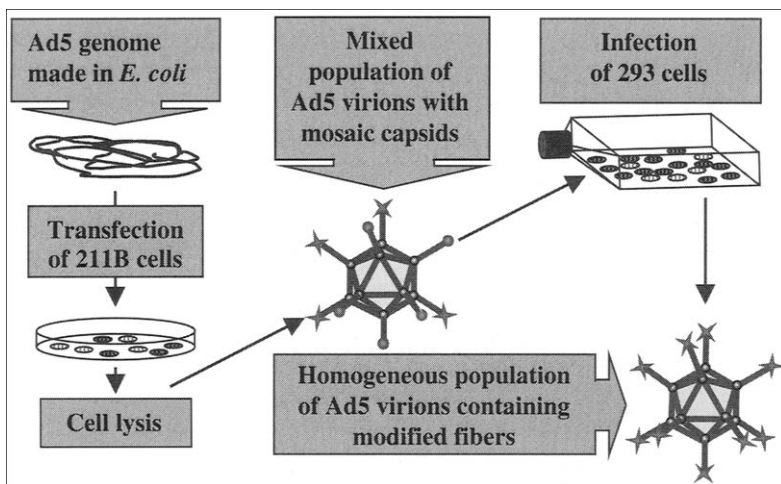 Ad5 genome
made in E. coli
Transfection
of 211B cells
Cell lysis
Mixed
population of
Ad5 virions with
mosaic capsids
Infection
of 293 cells
Homogeneous population
of Ad5 virions containing
modified fibers